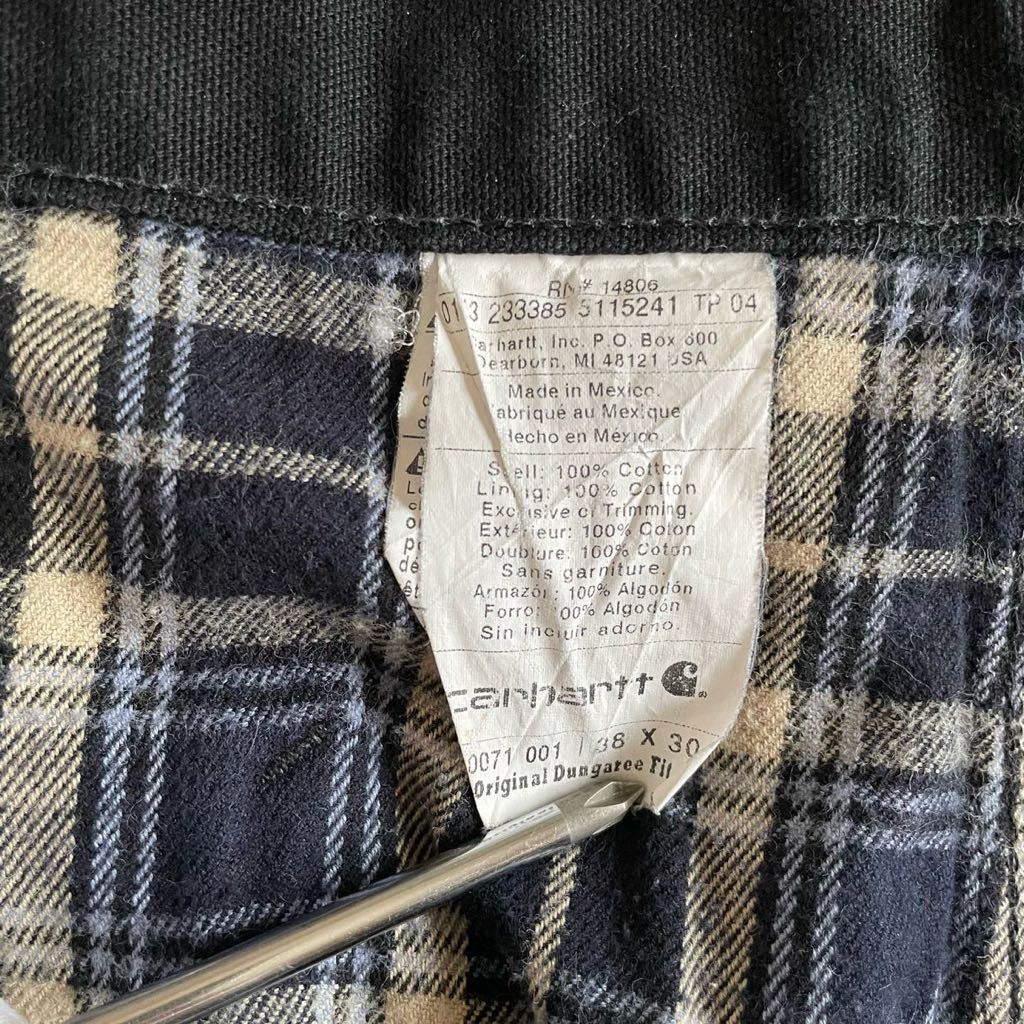 RN# 14806
233385 5115241 TP 04
arhartt, Inc. P.O. Box 600
Dearborn, MI 48121 USA
Made in Mexico.
Fabriqué au Mexique
Hecho en México.
Shell: 100% Cotton
Lining: 100% Cotton
Exclusive of Trimming.
Extérieur: 100% Coton
Doublure: 100% Coton
Sans garniture.
Armazón: 100% Algodón
Forro: 100% Algodón
Sin incluir adorno.
carhartt
®
0071 001 38 X 30
Original Dungaree Fit